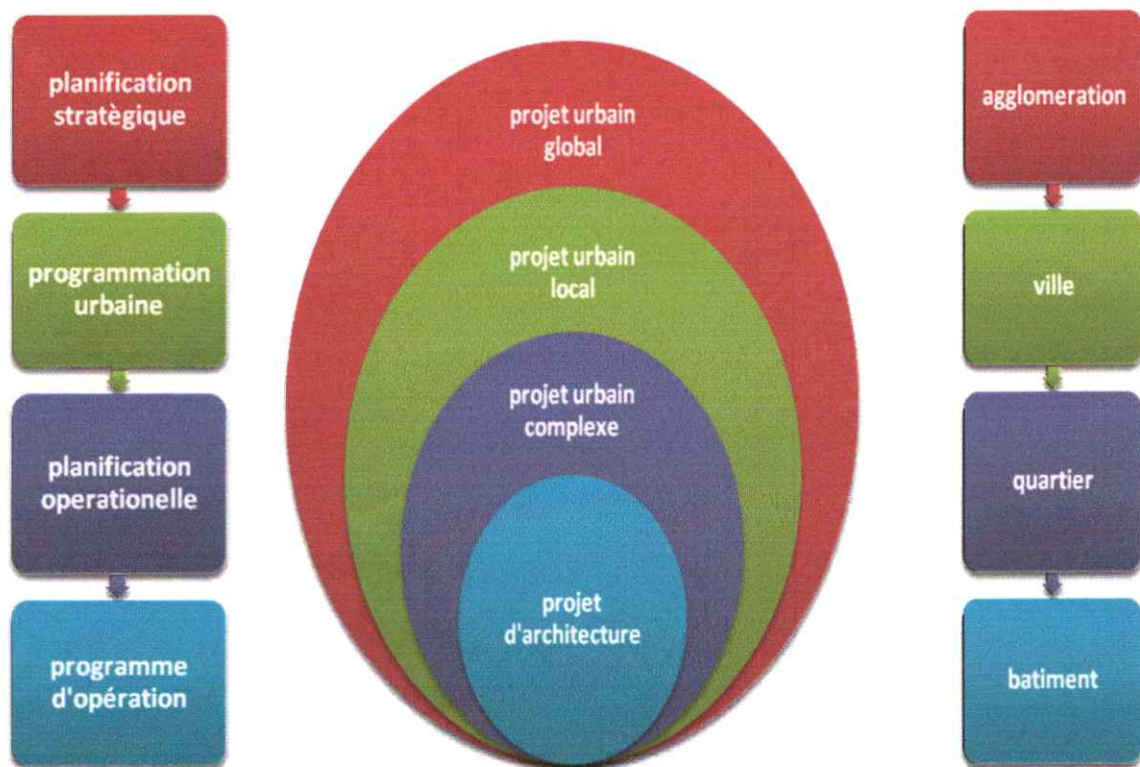 planification
stratègique
programmation
urbaine
planification
operationelle
programme
d'opération
projet urbain
global
projet urbain
local
projet urbain
complexe
projet
d'architecture
agglomeration
ville
quartier
batiment